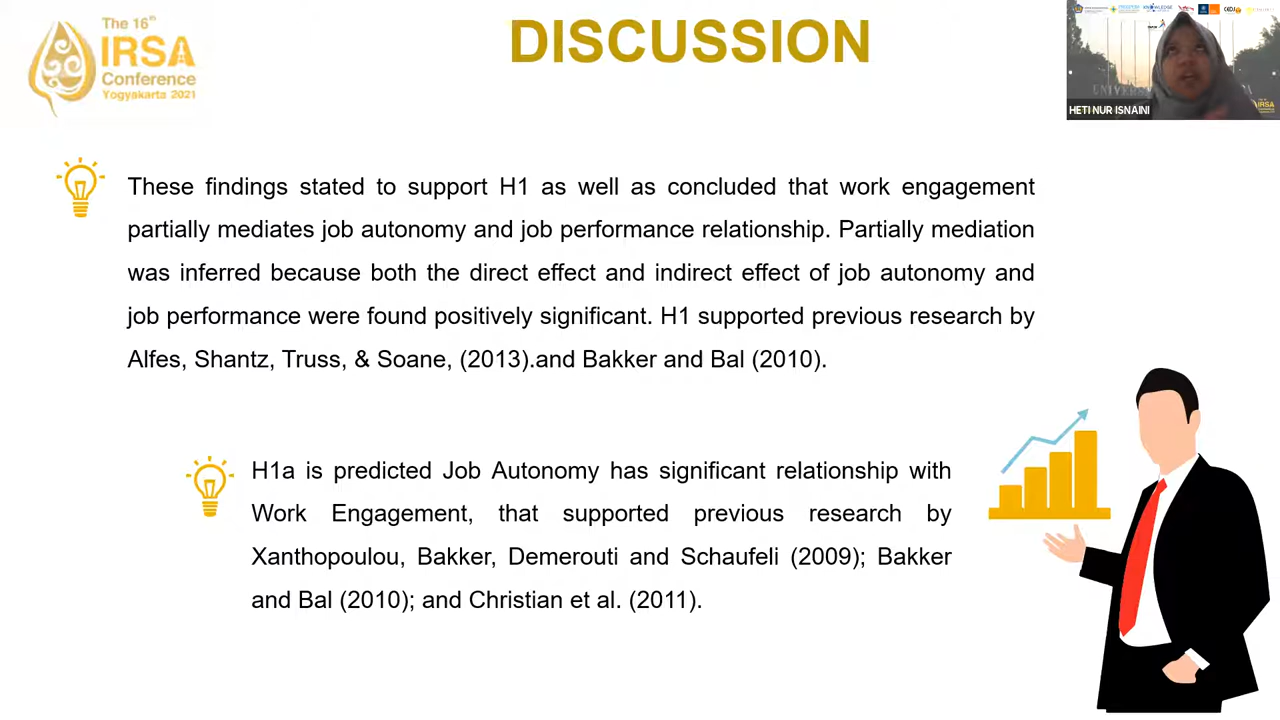 The 16th
IRSA
Conference
Yogyakarta 2021
DISCUSSION
HETI NUR ISNAINI
These findings stated to support H1 as well as concluded that work engagement
partially mediates job autonomy and job performance relationship. Partially mediation
was inferred because both the direct effect and indirect effect of job autonomy and
job performance were found positively significant. H1 supported previous research by
Alfes, Shantz, Truss, & Soane, (2013).and Bakker and Bal (2010).
H1a is predicted Job Autonomy has significant relationship with
Work Engagement, that supported previous research by
Xanthopoulou, Bakker, Demerouti and Schaufeli (2009); Bakker
and Bal (2010); and Christian et al. (2011).